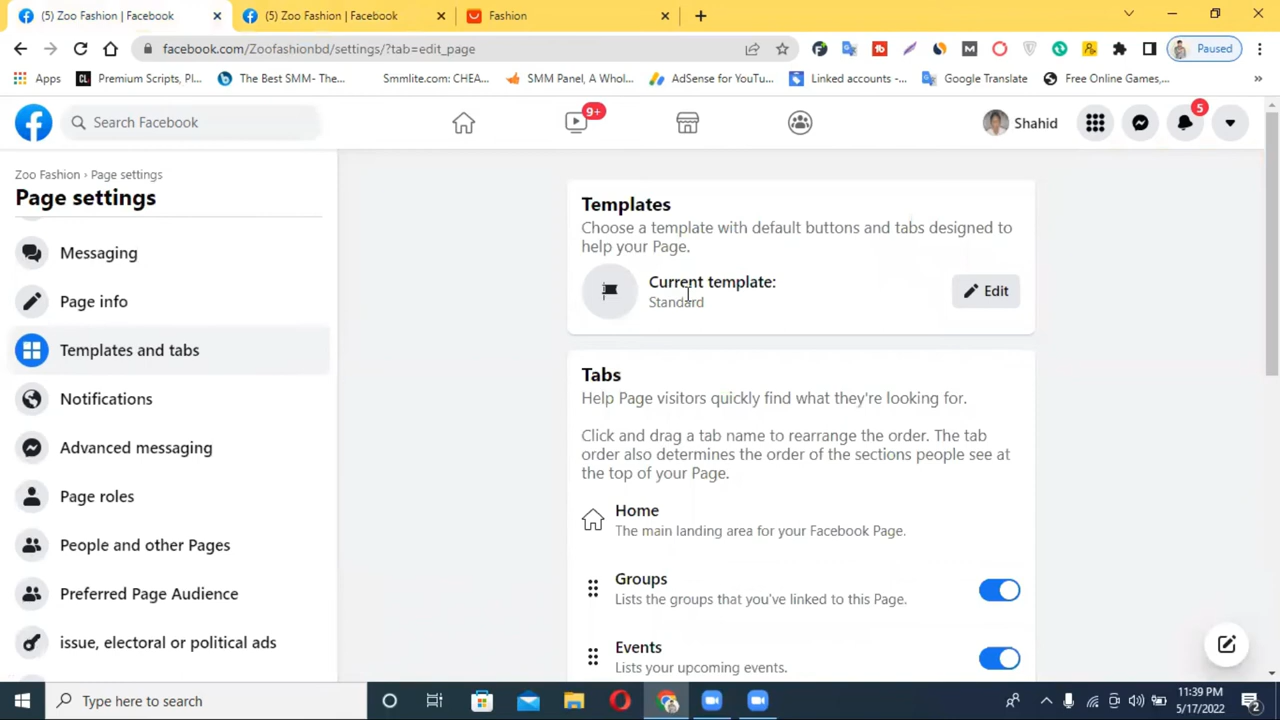 (5) Zoo Fashion | Facebook
(5) Zoo Fashion | Facebook
Fashion
facebook.com/Zoofashionbd/settings/?tab=edit_page
Paused
Apps
Premium Scripts, Pl...
The Best SMM- The...
Smmlite.com: CHEA...
SMM Panel, A Whol...
AdSense for YouTu...
Linked accounts -...
Google Translate
Free Online Games,...
Search Facebook
9+
Shahid
5
Zoo Fashion › Page settings
Page settings
Messaging
Page info
Templates and tabs
Notifications
Advanced messaging
Page roles
People and other Pages
Preferred Page Audience
issue, electoral or political ads
Templates
Choose a template with default buttons and tabs designed to
help your Page.
Current template:
Standard
Edit
Tabs
Help Page visitors quickly find what they're looking for.
Click and drag a tab name to rearrange the order. The tab
order also determines the order of the sections people see at
the top of your Page.
Home
The main landing area for your Facebook Page.
Groups
Lists the groups that you've linked to this Page.
Events
Lists your upcoming events.
Type here to search
11:39 PM
5/17/2022
2